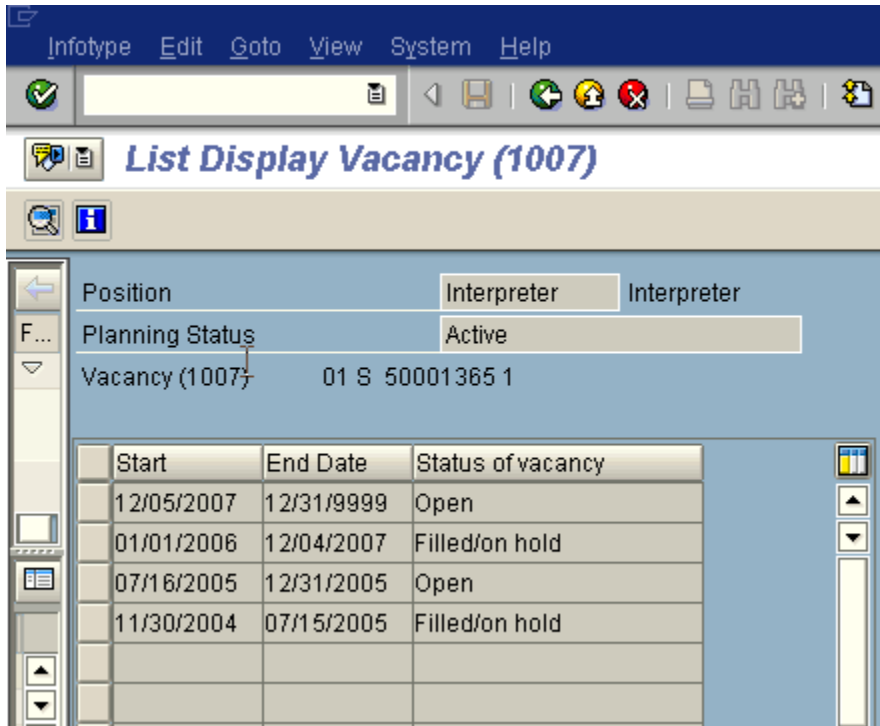 Infotype Edit Goto View System Help
List Display Vacancy (1007)
Position Interpreter Interpreter
F...
Planning Status Active
Vacancy (1007) 01 S 50001365 1
Start End Date Status of vacancy
12/05/2007 12/31/9999 Open
01/01/2006 12/04/2007 Filled/on hold
07/16/2005 12/31/2005 Open
11/30/2004 07/15/2005 Filled/on hold